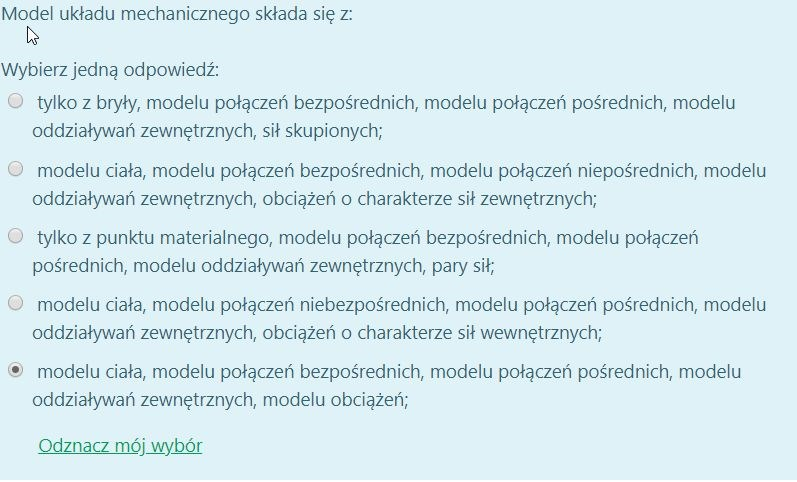 Model układu mechanicznego składa się z:
Wybierz jedną odpowiedź:
tylko z bryły, modelu połączeń bezpośrednich, modelu połączeń pośrednich, modelu
oddziaływań zewnętrznych, sił skupionych;
modelu ciała, modelu połączeń bezpośrednich, modelu połączeń niepośrednich, modelu
oddziaływań zewnętrznych, obciążeń o charakterze sił zewnętrznych;
tylko z punktu materialnego, modelu połączeń bezpośrednich, modelu połączeń
pośrednich, modelu oddziaływań zewnętrznych, pary sił;
modelu ciała, modelu połączeń niebezpośrednich, modelu połączeń pośrednich, modelu
oddziaływań zewnętrznych, obciążeń o charakterze sił wewnętrznych;
modelu ciała, modelu połączeń bezpośrednich, modelu połączeń pośrednich, modelu
oddziaływań zewnętrznych, modelu obciążeń;
Odznacz mój wybór